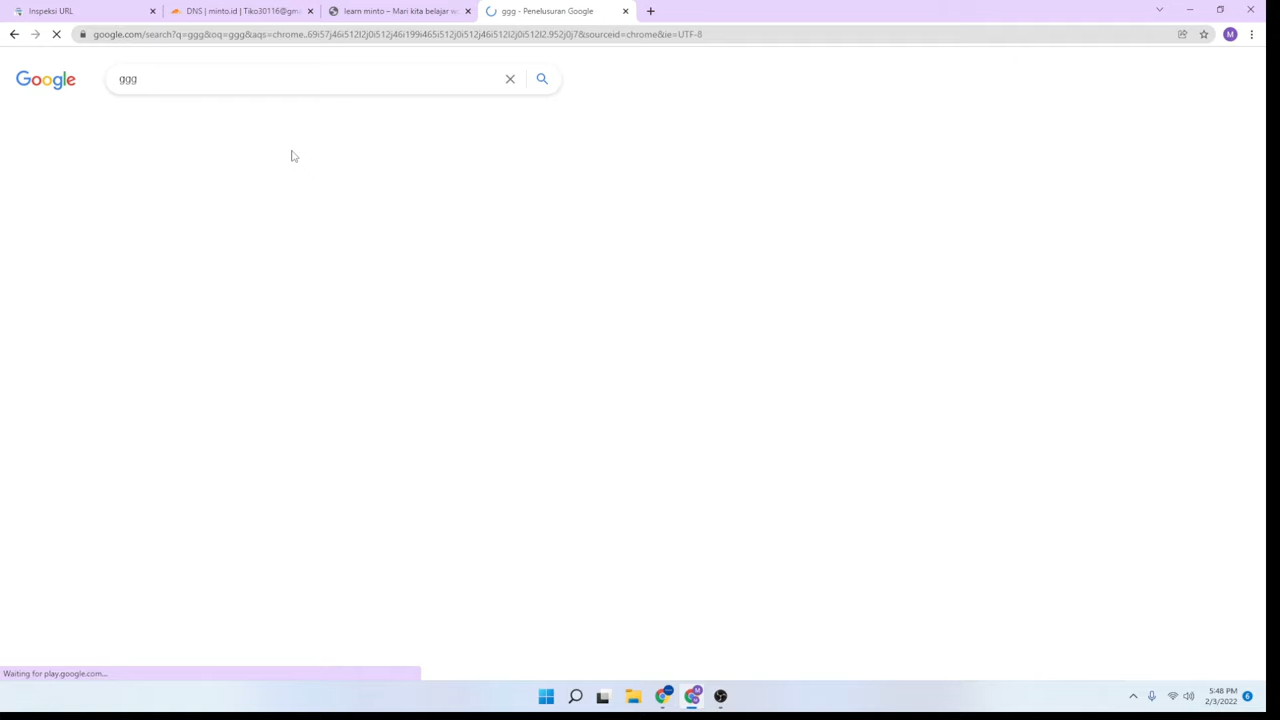 Inspeksi URL
DNS | minto.id | Tiko30116@gm
learn minto – Mari kita belajar wo
ggg - Penelusuran Google
google.com/search?q=ggg&oq=ggg&aqs=chrome..69i57j46i512l2j0i512j46i199i465i512j0i512j46i512l2j0i512l2.952j0j7&sourceid=chrome&ie=UTF-8
M
Google
ggg
Waiting for play.google.com...
M
5:48 PM
2/3/2022
6